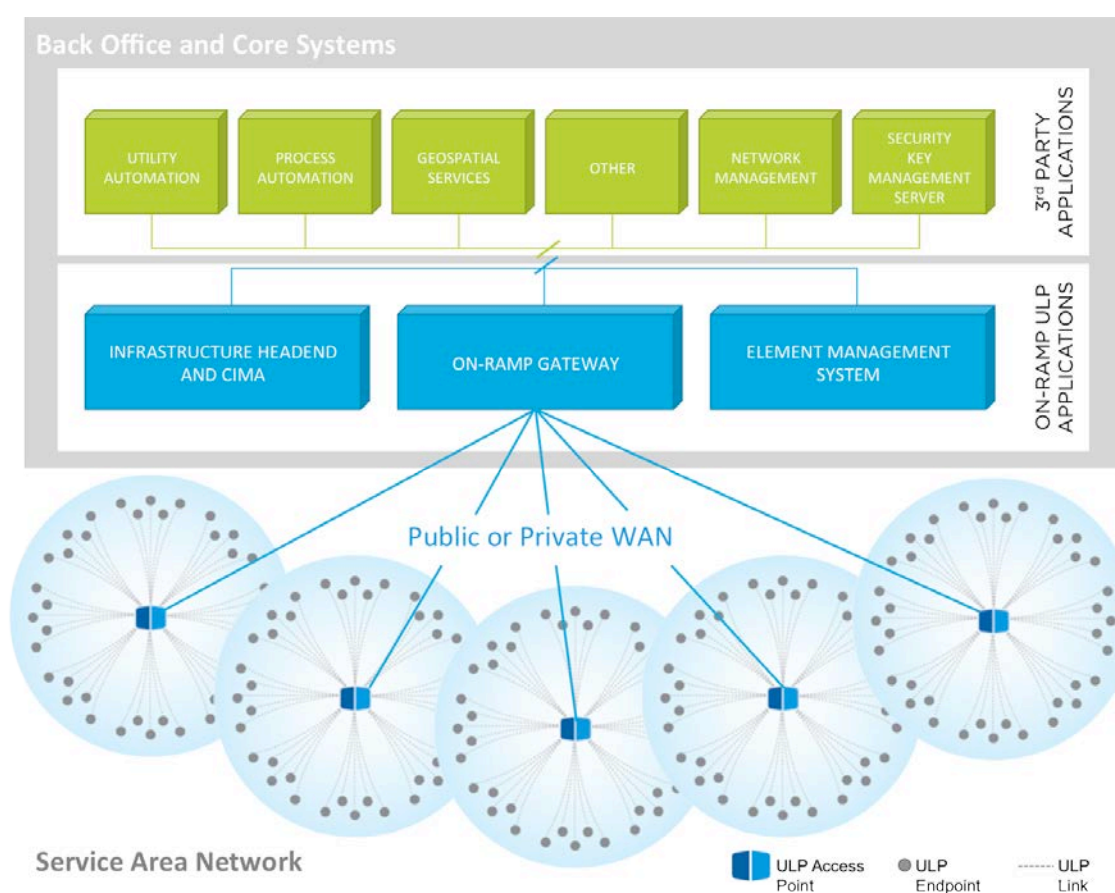 Back Office and Core Systems
UTILITY
AUTOMATION
PROCESS
AUTOMATION
GEOSPATIAL
SERVICES
OTHER
NETWORK
MANAGEMENT
SECURITY
KEY
MANAGEMENT
SERVER
3rd PARTY
APPLICATIONS
INFRASTRUCTURE HEADEND
AND CIMA
ON-RAMP GATEWAY
ELEMENT MANAGEMENT
SYSTEM
ON-RAMP ULP
APPLICATIONS
Public or Private WAN
Service Area Network
ULP Access
Point
ULP
Endpoint
ULP
Link